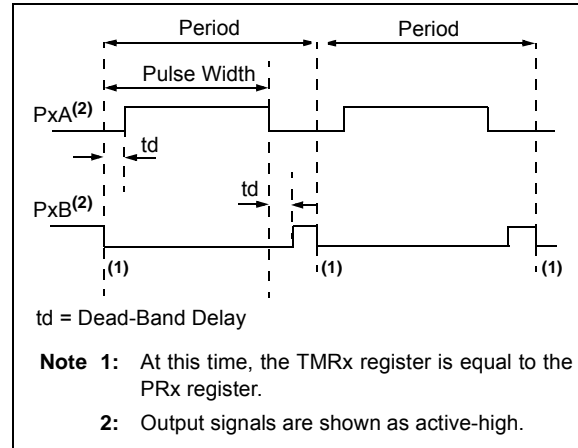 Period Period
Pulse Width
PxA(2)
td
td
PxB(2)
(1) (1) (1)
td = Dead-Band Delay
Note 1: At this time, the TMRx register is equal to the
PRx register.
2: Output signals are shown as active-high.